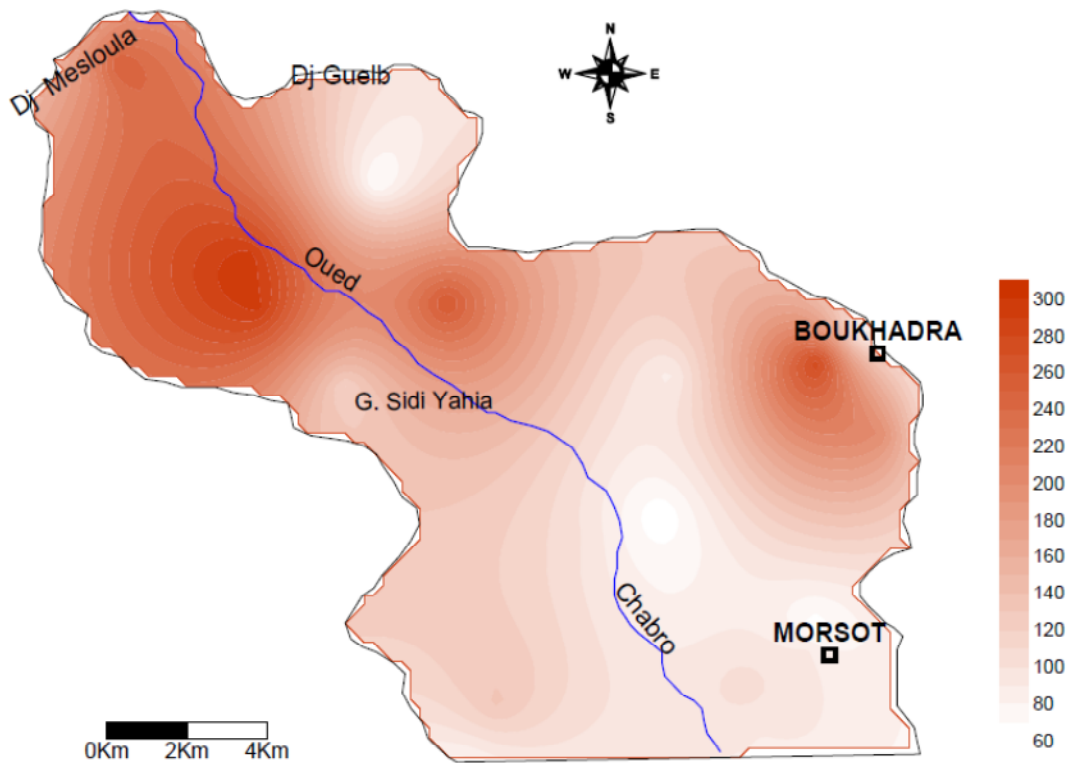 Dj Mesloula
Dj Guelb
N
W
E
S
Oued
BOUKHADRA
G. Sidi Yahia
Chabro
MORSOT
300
280
260
240
220
200
180
160
140
120
100
80
60
0Km 2Km 4Km